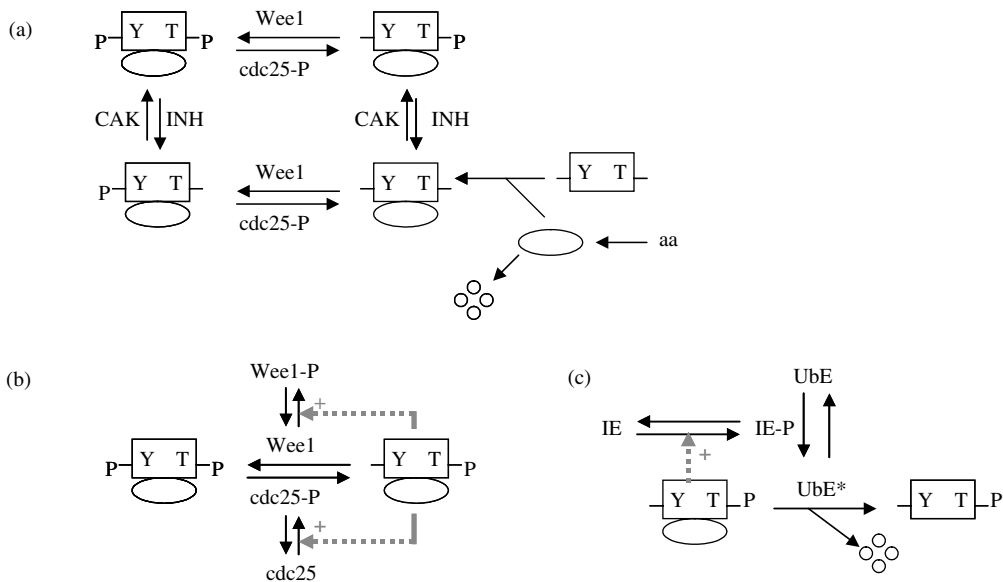 (a)
P Y T P
Wee1
cdc25-P
Y T P
CAK INH
CAK INH
P Y T
Wee1
cdc25-P
Y T
Y T
aa
(b)
Wee1-P
+
P Y T P
Wee1
cdc25-P
Y T P
+
cdc25
(c)
UbE
IE
IE-P
+
Y T P
UbE*
Y T P